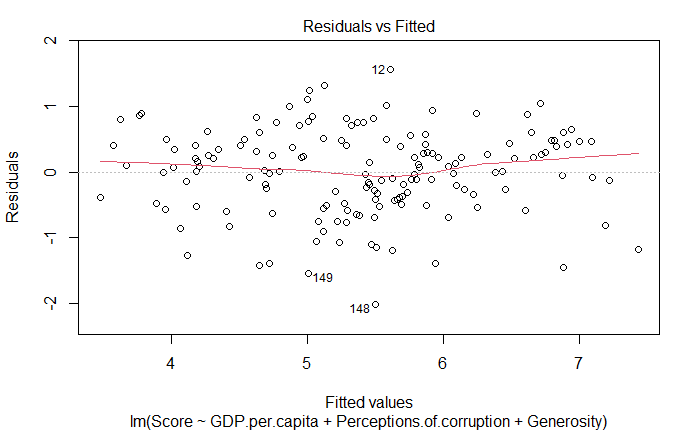 Residuals vs Fitted
2
1
0
-1
-2
Residuals
12
149
148
4 5 6 7
Fitted values
lm(Score ~ GDP.per.capita + Perceptions.of.corruption + Generosity)